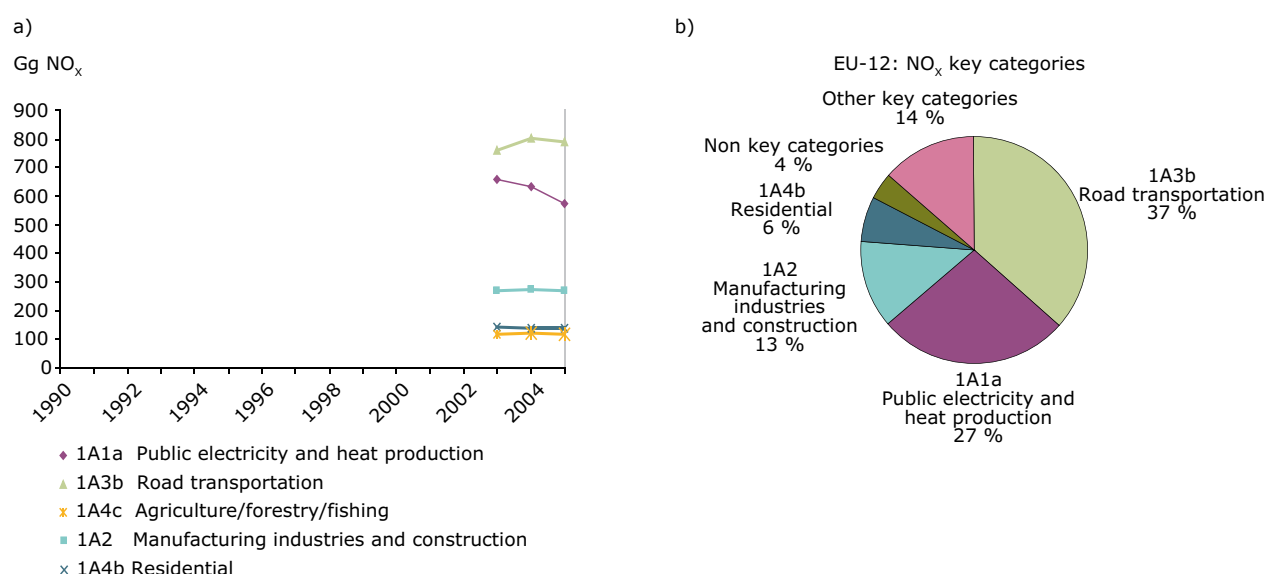 a)
Gg NOx
900
800
700
600
500
400
300
200
100
0
1990
1992
1994
1996
1998
2000
2002
2004
1A1a Public electricity and heat production
1A3b Road transportation
1A4c Agriculture/forestry/fishing
1A2 Manufacturing industries and construction
1A4b Residential
b)
EU-12: NOx key categories
Other key categories
14 %
Non key categories
4 %
1A4b
Residential
6 %
1A2
Manufacturing
industries
and construction
13 %
1A3b
Road transportation
37 %
1A1a
Public electricity and
heat production
27 %